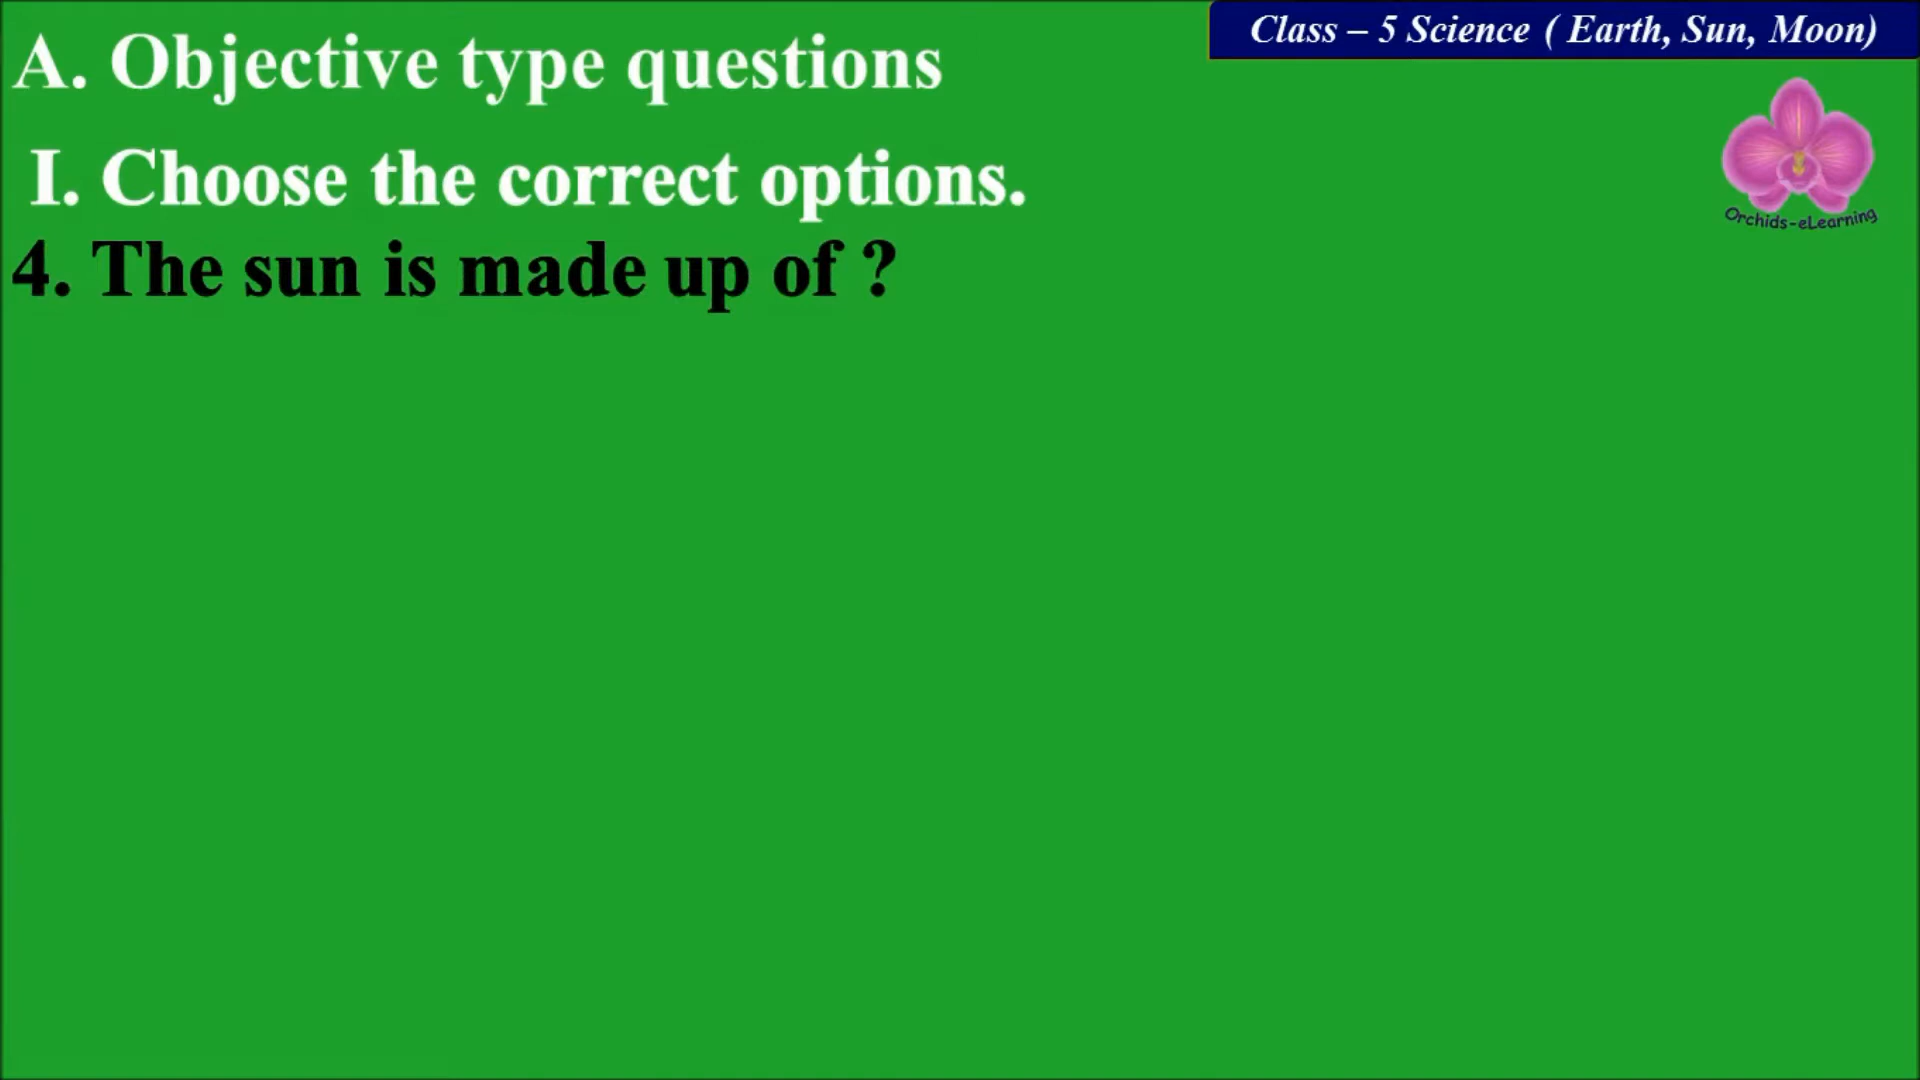 Class – 5 Science ( Earth, Sun, Moon)
A. Objective type questions
I. Choose the correct options.
Orchids-eLearning
4. The sun is made up of ?